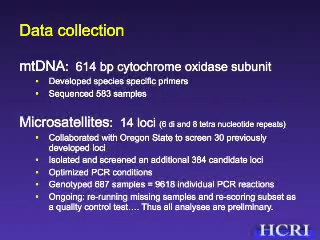 Data collection
mtDNA: 614 bp cytochrome oxidase subunit
• Developed species specific primers
• Sequenced 583 samples
Microsatellites: 14 loci (6 di and 8 tetra nucleotide repeats)
• Collaborated with Oregon State to screen 30 previously
developed loci
• Isolated and screened an additional 384 candidate loci
• Optimized PCR conditions
• Genotyped 687 samples = 9618 individual PCR reactions
• Ongoing: re-running missing samples and re-scoring subset as
a quality control test…. Thus all analyses are preliminary.
HCRI